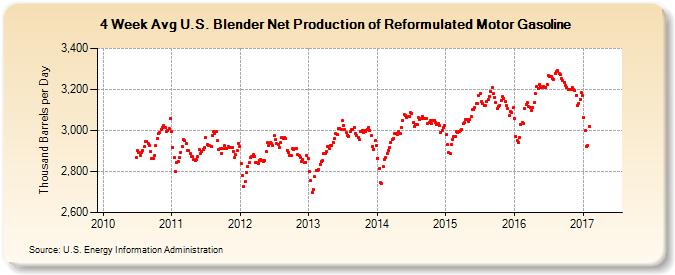 4 Week Avg U.S. Blender Net Production of Reformulated Motor Gasoline
Thousand Barrels per Day
3,400
3,200
3,000
2,800
2,600
2010 2011 2012 2013 2014 2015 2016 2017
Source: U.S. Energy Information Administration